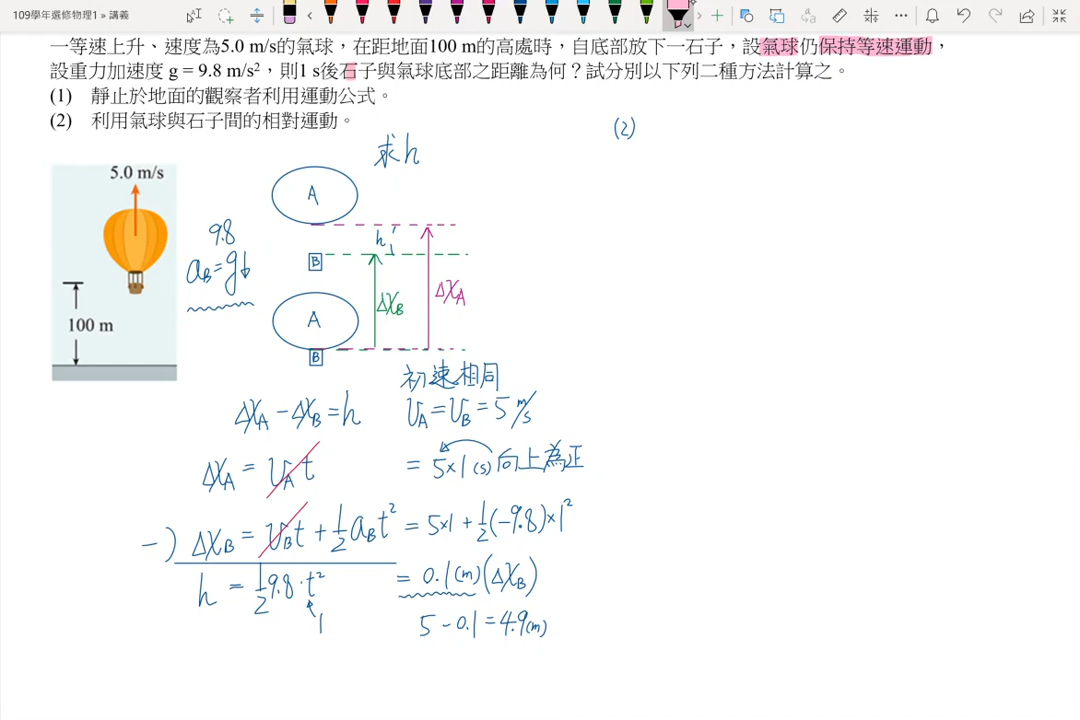 109學年選修物理1 » 講義
一等速上升、速度為5.0 m/s的氣球，在距地面100 m的高處時，自底部放下一石子，設氣球仍保持等速運動，
設重力加速度 g = 9.8 m/s²，則1 s後石子與氣球底部之距離為何？試分別以下列二種方法計算之。
(1) 靜止於地面的觀察者利用運動公式。
(2) 利用氣球與石子間的相對運動。
(2)
求h
5.0 m/s
A
9.8
h
B
a_B = g↓
ΔX_B
ΔX_A
A
100 m
B
初速相同
ΔX_A − ΔX_B = h
V_A = V_B = 5 m/s
ΔX_A = V_A t
= 5×1 (s) 向上為正
−) ΔX_B = V_B t + 1/2 a_B t² = 5×1 + 1/2 (−9.8)×1²
h = 1/2 9.8 · t²
= 0.1 (m) (ΔX_B)
1
5 − 0.1 = 4.9 (m)